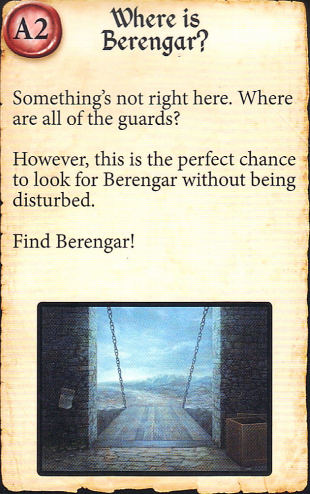 A2
Where is
Berengar?
Something's not right here. Where
are all of the guards?
However, this is the perfect chance
to look for Berengar without being
disturbed.
Find Berengar!